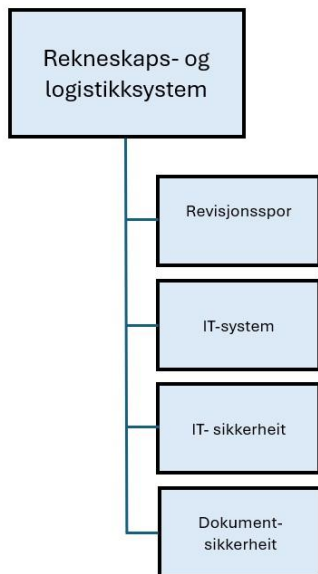 Rekneskaps- og
logistikksystem
Revisjonsspor
IT-system
IT- sikkerheit
Dokument-
sikkerheit